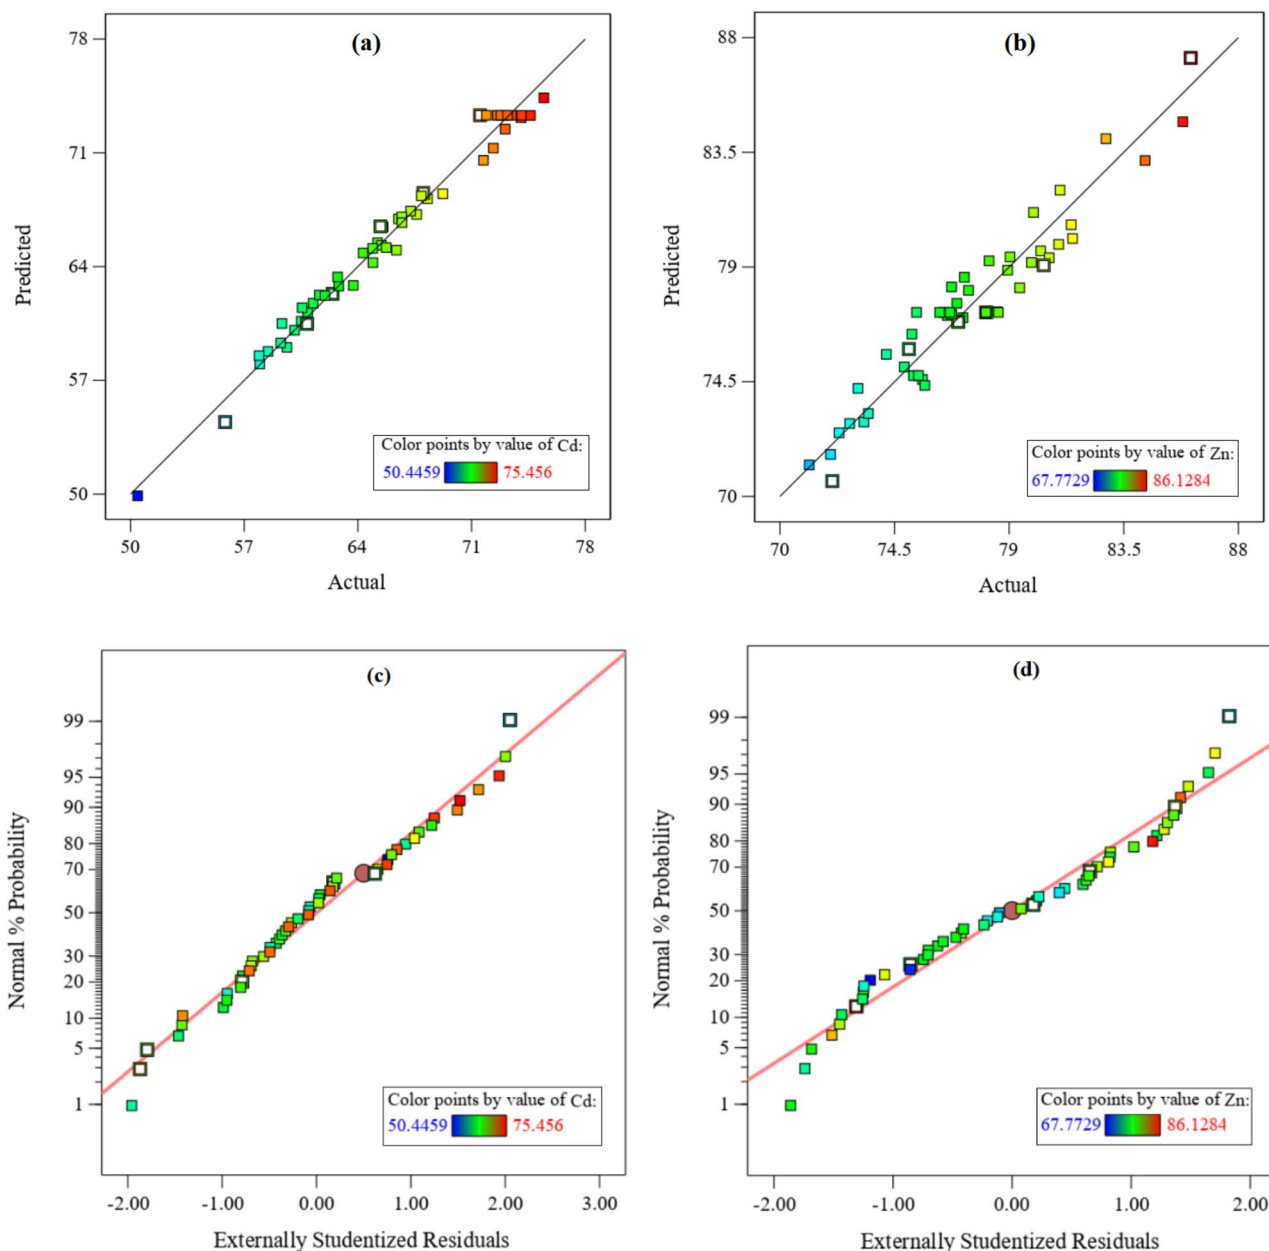 (a)
78
71
64
57
50
Predicted
50 57 64 71 78
Actual
Color points by value of Cd:
50.4459 75.456
(b)
88
83.5
79
74.5
70
Predicted
70 74.5 79 83.5 88
Actual
Color points by value of Zn:
67.7729 86.1284
(c)
99
95
90
80
70
50
30
20
10
5
1
Normal % Probability
-2.00 -1.00 0.00 1.00 2.00 3.00
Externally Studentized Residuals
Color points by value of Cd:
50.4459 75.456
(d)
99
95
90
80
70
50
30
20
10
5
1
Normal % Probability
-2.00 -1.00 0.00 1.00 2.00
Externally Studentized Residuals
Color points by value of Zn:
67.7729 86.1284